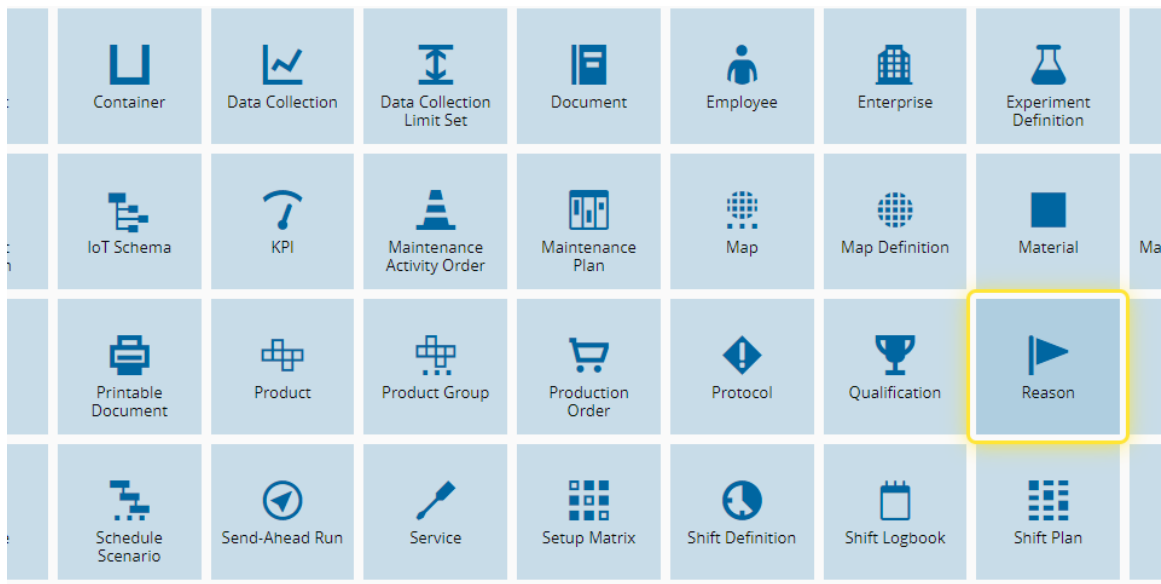 Container
Data Collection
Data Collection
Limit Set
Document
Employee
Enterprise
Experiment
Definition
IoT Schema
KPI
Maintenance
Activity Order
Maintenance
Plan
Map
Map Definition
Material
Ma
Printable
Document
Product
Product Group
Production
Order
Protocol
Qualification
Reason
Schedule
Scenario
Send-Ahead Run
Service
Setup Matrix
Shift Definition
Shift Logbook
Shift Plan